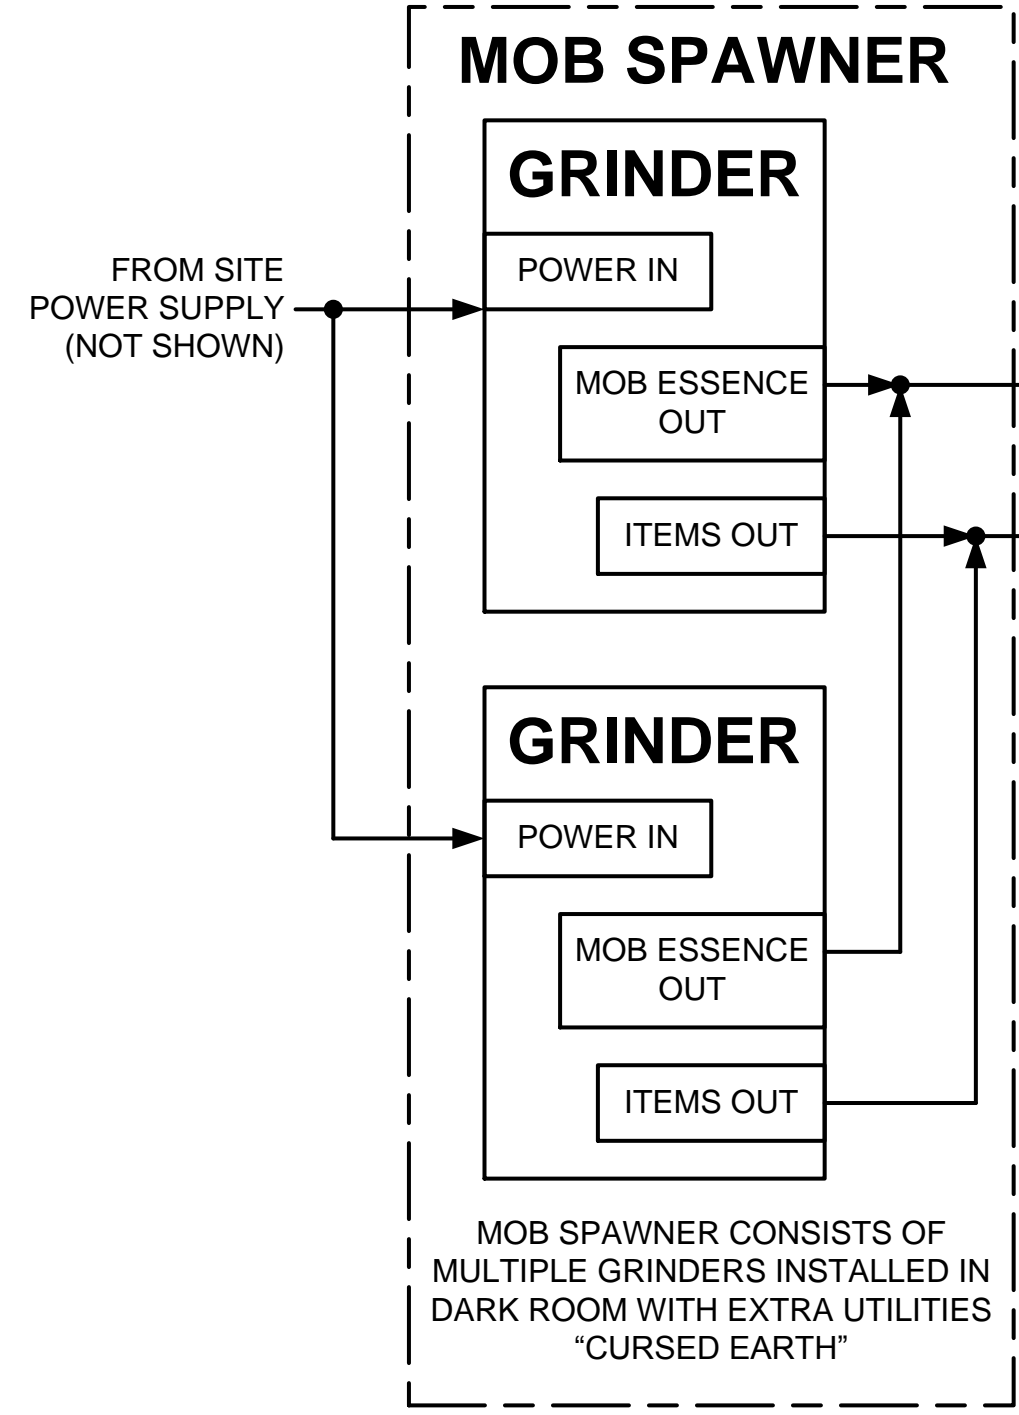 MOB SPAWNER
GRINDER
POWER IN
FROM SITE
POWER SUPPLY
(NOT SHOWN)
MOB ESSENCE
OUT
ITEMS OUT
GRINDER
POWER IN
MOB ESSENCE
OUT
ITEMS OUT
MOB SPAWNER CONSISTS OF
MULTIPLE GRINDERS INSTALLED IN
DARK ROOM WITH EXTRA UTILITIES
“CURSED EARTH”